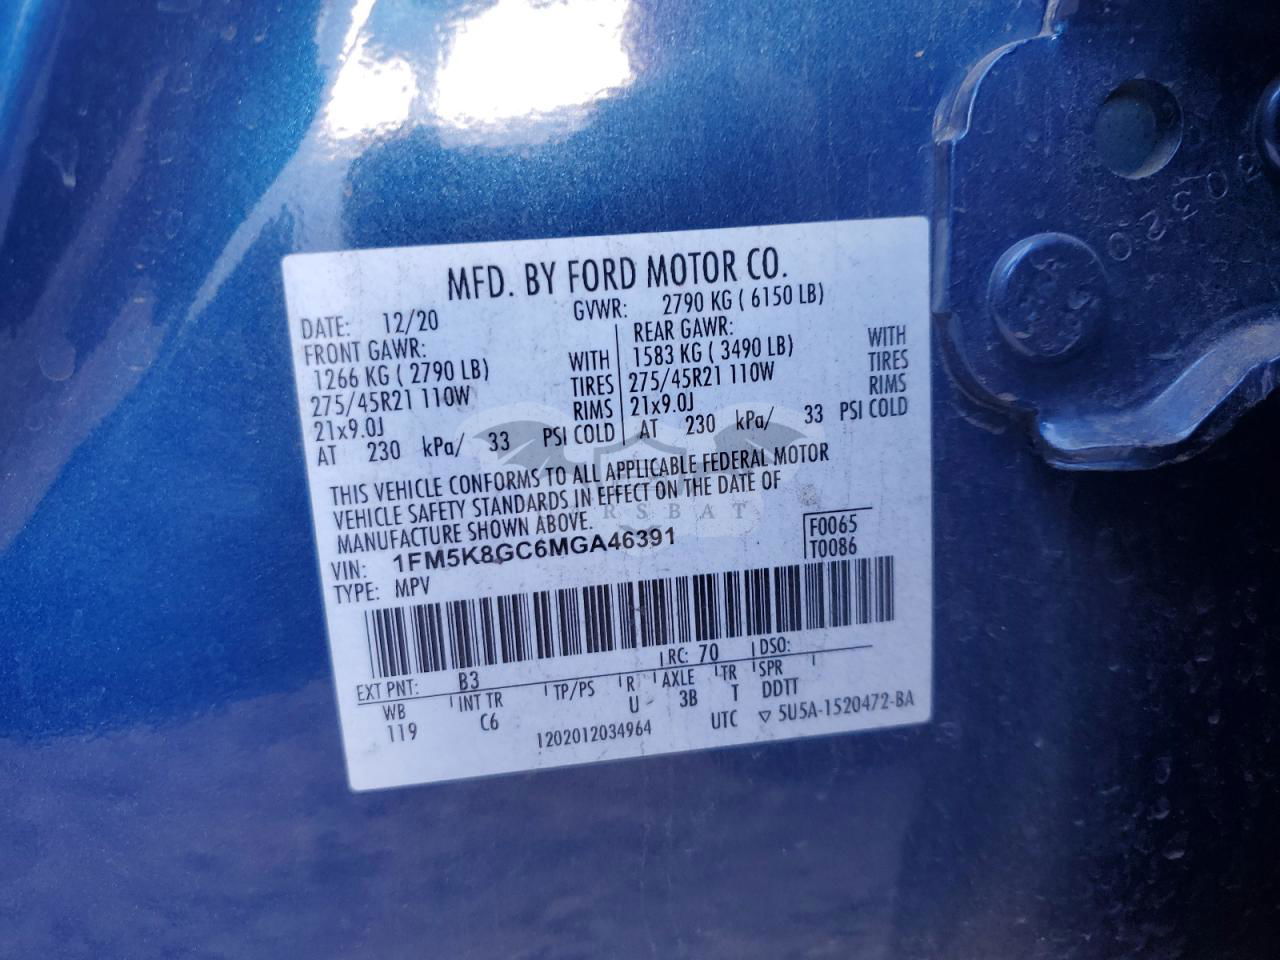 MFD. BY FORD MOTOR CO.
DATE: 12/20 GVWR: 2790 KG ( 6150 LB)
FRONT GAWR: REAR GAWR:
1266 KG ( 2790 LB) WITH 1583 KG ( 3490 LB) WITH
275/45R21 110W TIRES 275/45R21 110W TIRES
21x9.0J RIMS 21x9.0J RIMS
AT 230 kPa/ 33 PSI COLD AT 230 kPa/ 33 PSI COLD
THIS VEHICLE CONFORMS TO ALL APPLICABLE FEDERAL MOTOR
VEHICLE SAFETY STANDARDS IN EFFECT ON THE DATE OF
MANUFACTURE SHOWN ABOVE.
VIN: 1FM5K8GC6MGA46391 F0065
TYPE: MPV T0086
EXT PNT: B3 RC: 70 DSO:
WB INT TR TP/PS R AXLE TR SPR
119 C6 U 3B T DDTT
1202012034964 UTC ▽ 5U5A-1520472-BA